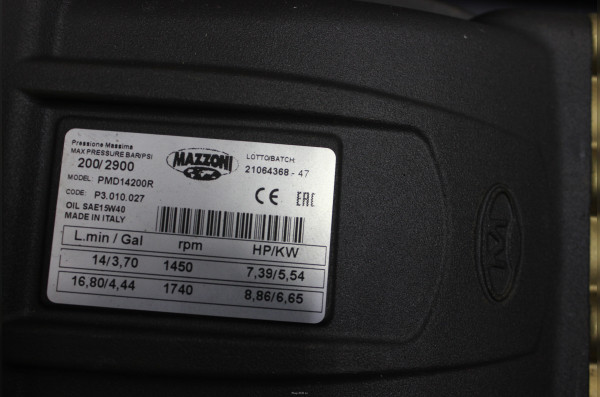 Pressione Massima
MAX PRESSURE BAR/PSI
200/2900
MODEL: PMD14200R
CODE: P3.010.027
OIL SAE15W40
MADE IN ITALY
MAZZONI
LOTTO/BATCH:
21064368 - 47
CE EAC
L.min / Gal rpm HP/KW
14/3,70 1450 7,39/5,54
16,80/4,44 1740 8,86/6,65
M